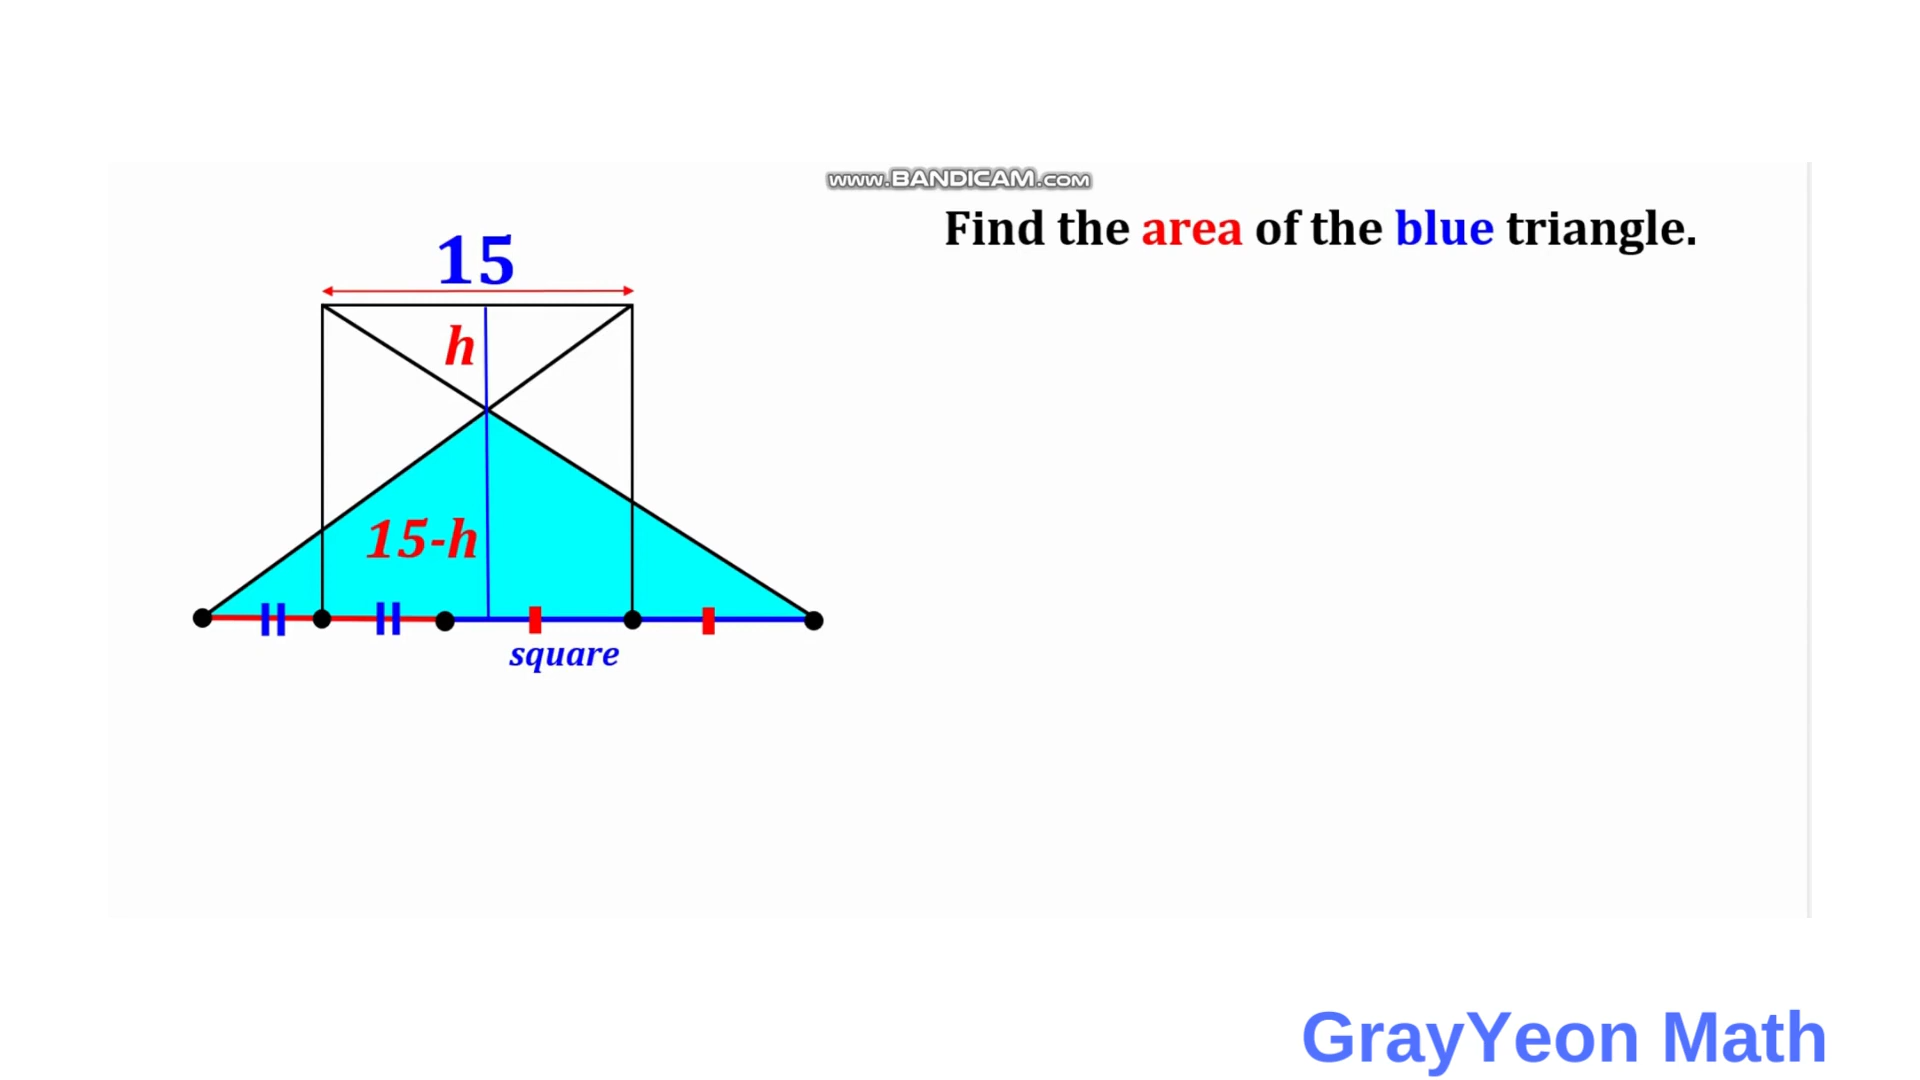 www.BANDICAM.COM
Find the area of the blue triangle.
15
h
15-h
square
GrayYeon Math